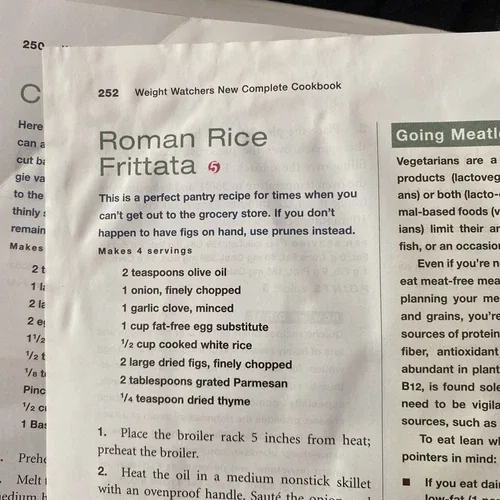 250
C
Here
can a
cut ba
gie va
to the
thinly
remain
Makes
2 t
2 la
2 e
1 1/2
1/2 t
1/8 t
Pinc
1/2 c
1 Bas
Prehe
Melt
252 Weight Watchers New Complete Cookbook
Roman Rice
Frittata 5
This is a perfect pantry recipe for times when you
can't get out to the grocery store. If you don't
happen to have figs on hand, use prunes instead.
Makes 4 servings
2 teaspoons olive oil
1 onion, finely chopped
1 garlic clove, minced
1 cup fat-free egg substitute
1/2 cup cooked white rice
2 large dried figs, finely chopped
2 tablespoons grated Parmesan
1/4 teaspoon dried thyme
1. Place the broiler rack 5 inches from heat;
preheat the broiler.
2. Heat the oil in a medium nonstick skillet
with an ovenproof handle. Sauté the onion
Going Meatl
Vegetarians are a
products (lactoveg
ans) or both (lacto-
mal-based foods (v
ians) limit their an
fish, or an occasion
Even if you're n
eat meat-free mea
planning your me
and grains, you're
sources of protein
fiber, antioxidant
abundant in plant
B12, is found sole
need to be vigila
sources, such as
To eat lean wh
pointers in mind:
■ If you eat dai
low-fat (1 per